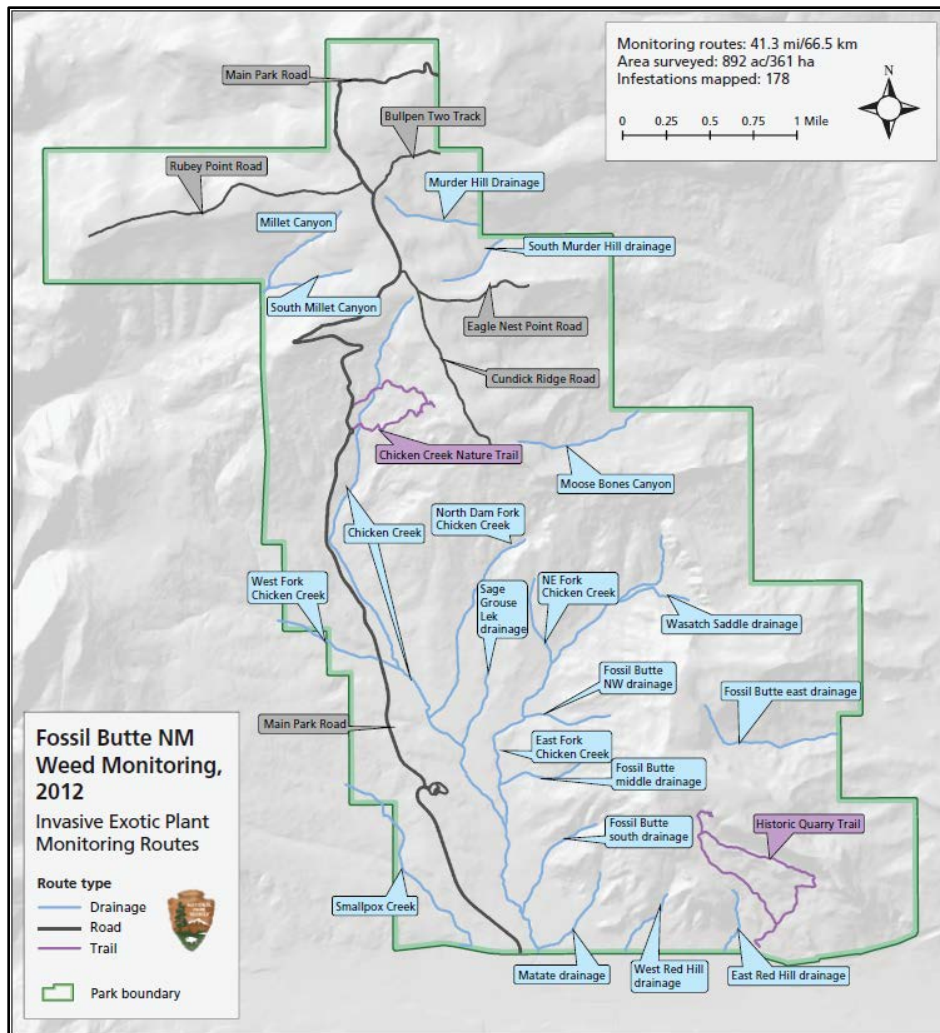 Monitoring routes: 41.3 mi/66.5 km
Area surveyed: 892 ac/361 ha
Infestations mapped: 178
N
0 0.25 0.5 0.75 1 Mile
Main Park Road
Bullpen Two Track
Rubey Point Road
Murder Hill Drainage
Millet Canyon
South Murder Hill drainage
South Millet Canyon
Eagle Nest Point Road
Cundick Ridge Road
Chicken Creek Nature Trail
Moose Bones Canyon
North Dam Fork
Chicken Creek
Chicken Creek
West Fork
Chicken Creek
Sage
Grouse
Lek
drainage
NE Fork
Chicken Creek
Wasatch Saddle drainage
Fossil Butte
NW drainage
Fossil Butte east drainage
Main Park Road
East Fork
Chicken Creek
Fossil Butte
middle drainage
Fossil Butte
south drainage
Historic Quarry Trail
Smallpox Creek
Matate drainage
West Red Hill
drainage
East Red Hill drainage
Fossil Butte NM
Weed Monitoring,
2012
Invasive Exotic Plant
Monitoring Routes
Route type
Drainage
Road
Trail
Park boundary